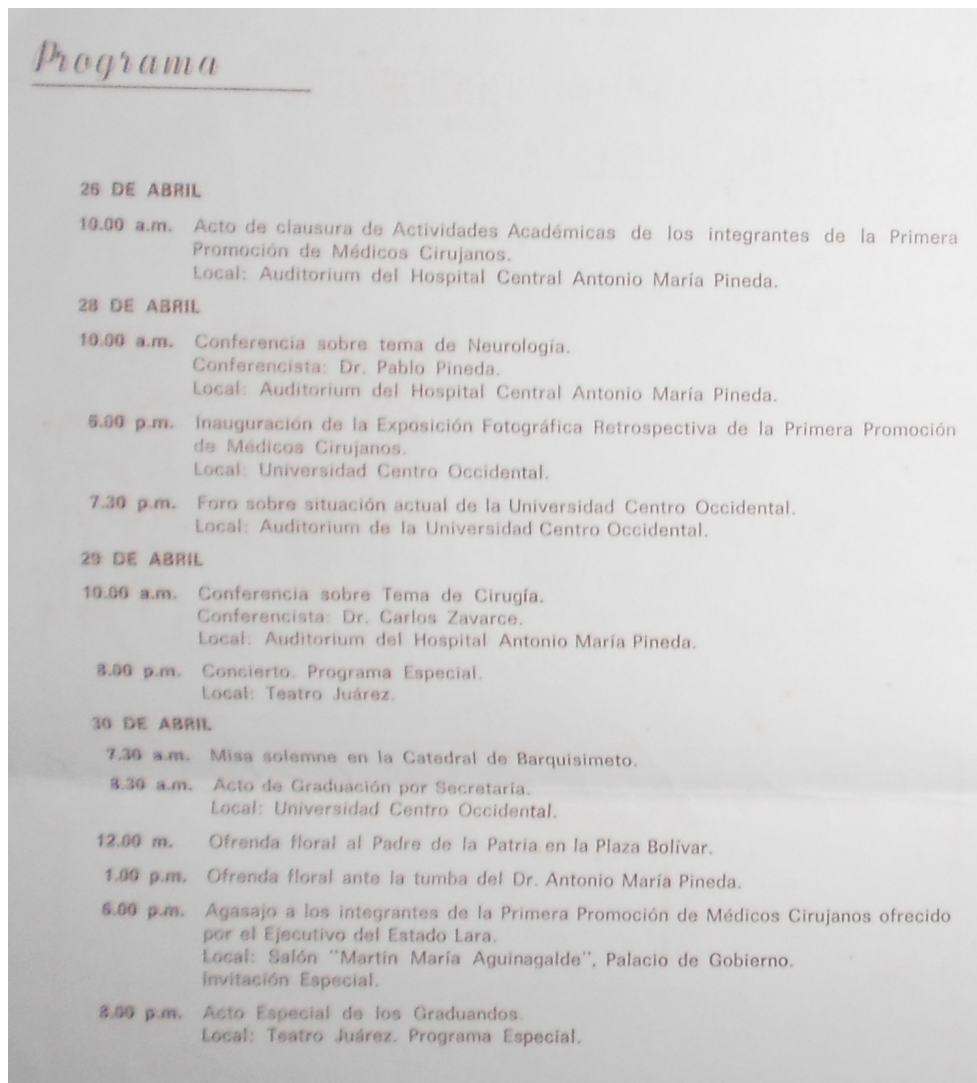 Programa
26 DE ABRIL
10.00 a.m. Acto de clausura de Actividades Académicas de los integrantes de la Primera
Promoción de Médicos Cirujanos.
Local: Auditorium del Hospital Central Antonio María Pineda.
28 DE ABRIL
10.00 a.m. Conferencia sobre tema de Neurología.
Conferencista: Dr. Pablo Pineda.
Local: Auditorium del Hospital Central Antonio María Pineda.
6.00 p.m. Inauguración de la Exposición Fotográfica Retrospectiva de la Primera Promoción
de Médicos Cirujanos.
Local: Universidad Centro Occidental.
7.30 p.m. Foro sobre situación actual de la Universidad Centro Occidental.
Local: Auditorium de la Universidad Centro Occidental.
29 DE ABRIL
10.00 a.m. Conferencia sobre Tema de Cirugía.
Conferencista: Dr. Carlos Zavarce.
Local: Auditorium del Hospital Antonio María Pineda.
8.00 p.m. Concierto. Programa Especial.
Local: Teatro Juárez.
30 DE ABRIL
7.30 a.m. Misa solemne en la Catedral de Barquisimeto.
8.30 a.m. Acto de Graduación por Secretaría.
Local: Universidad Centro Occidental.
12.00 m. Ofrenda floral al Padre de la Patria en la Plaza Bolívar.
1.00 p.m. Ofrenda floral ante la tumba del Dr. Antonio María Pineda.
6.00 p.m. Agasajo a los integrantes de la Primera Promoción de Médicos Cirujanos ofrecido
por el Ejecutivo del Estado Lara.
Local: Salón "Martín María Aguinagalde", Palacio de Gobierno.
Invitación Especial.
8.00 p.m. Acto Especial de los Graduandos.
Local: Teatro Juárez. Programa Especial.